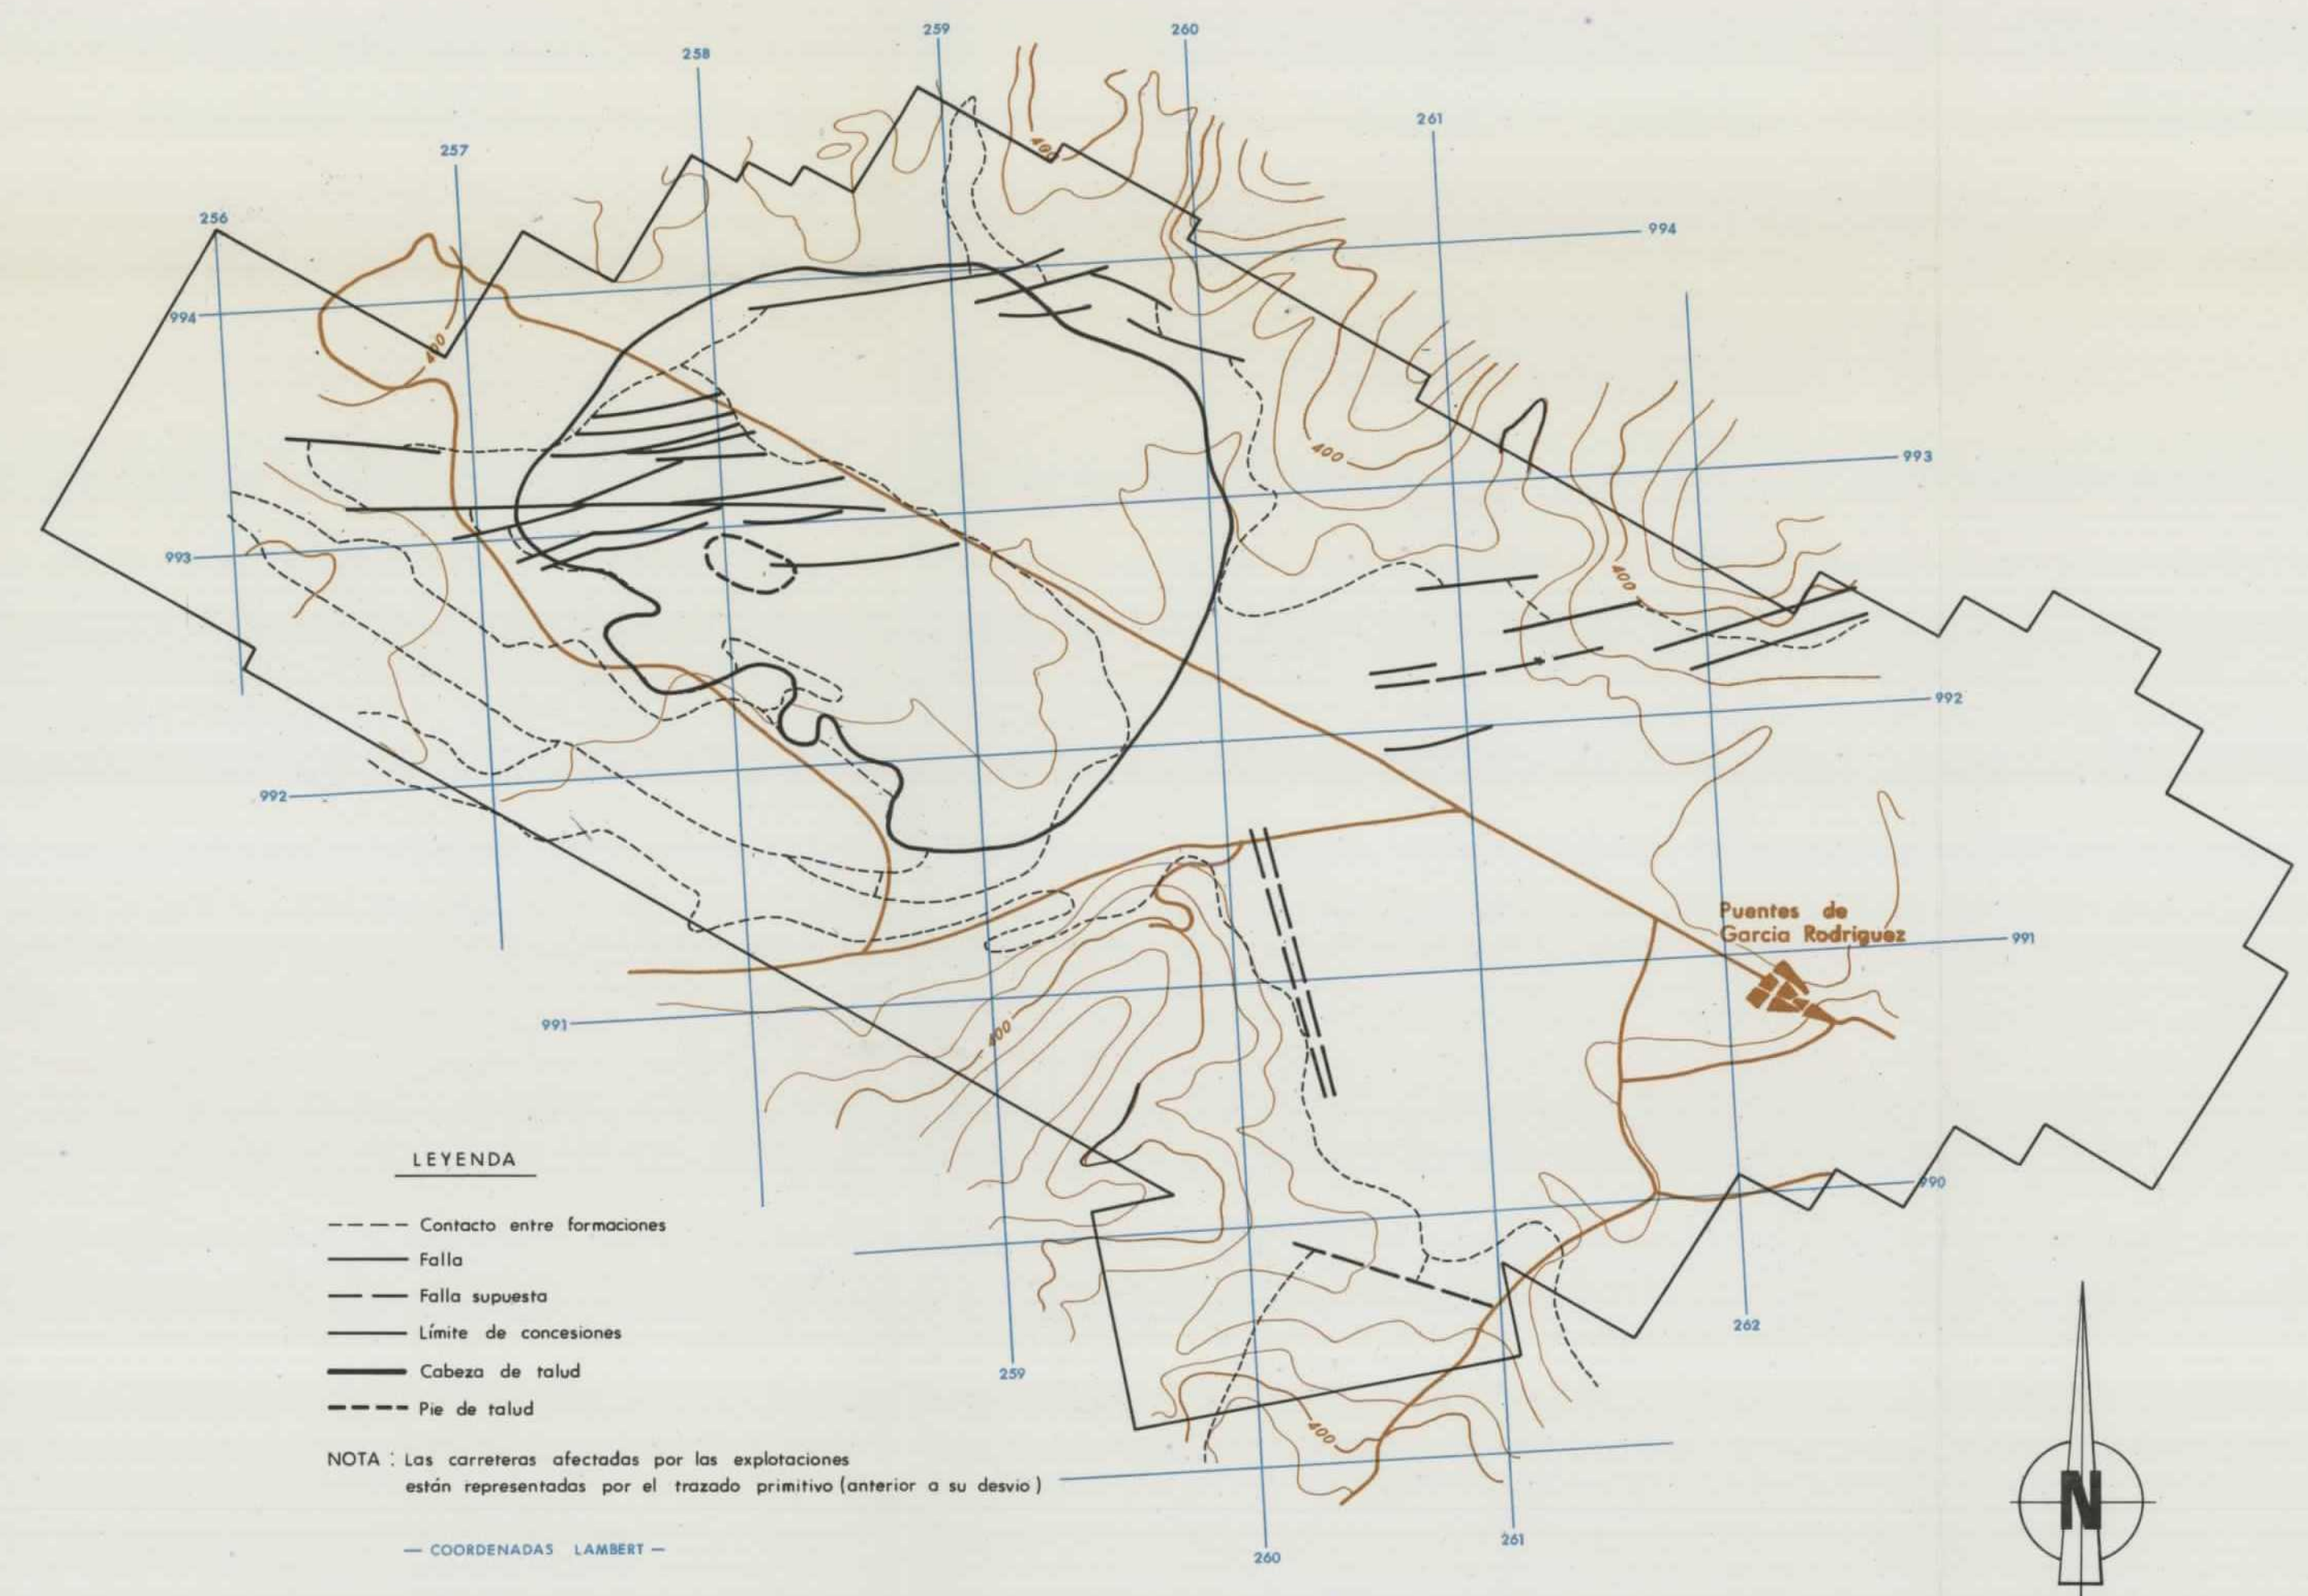 259
260
258
261
257
256
994
400
994
400
400
993
993
400
992
992
Puentes de
Garcia Rodriguez
991
991
400
990
262
259
400
261
260
LEYENDA
Contacto entre formaciones
Falla
Falla supuesta
Límite de concesiones
Cabeza de talud
Pie de talud
NOTA : Las carreteras afectadas por las explotaciones
están representadas por el trazado primitivo (anterior a su desvio)
— COORDENADAS LAMBERT —
N